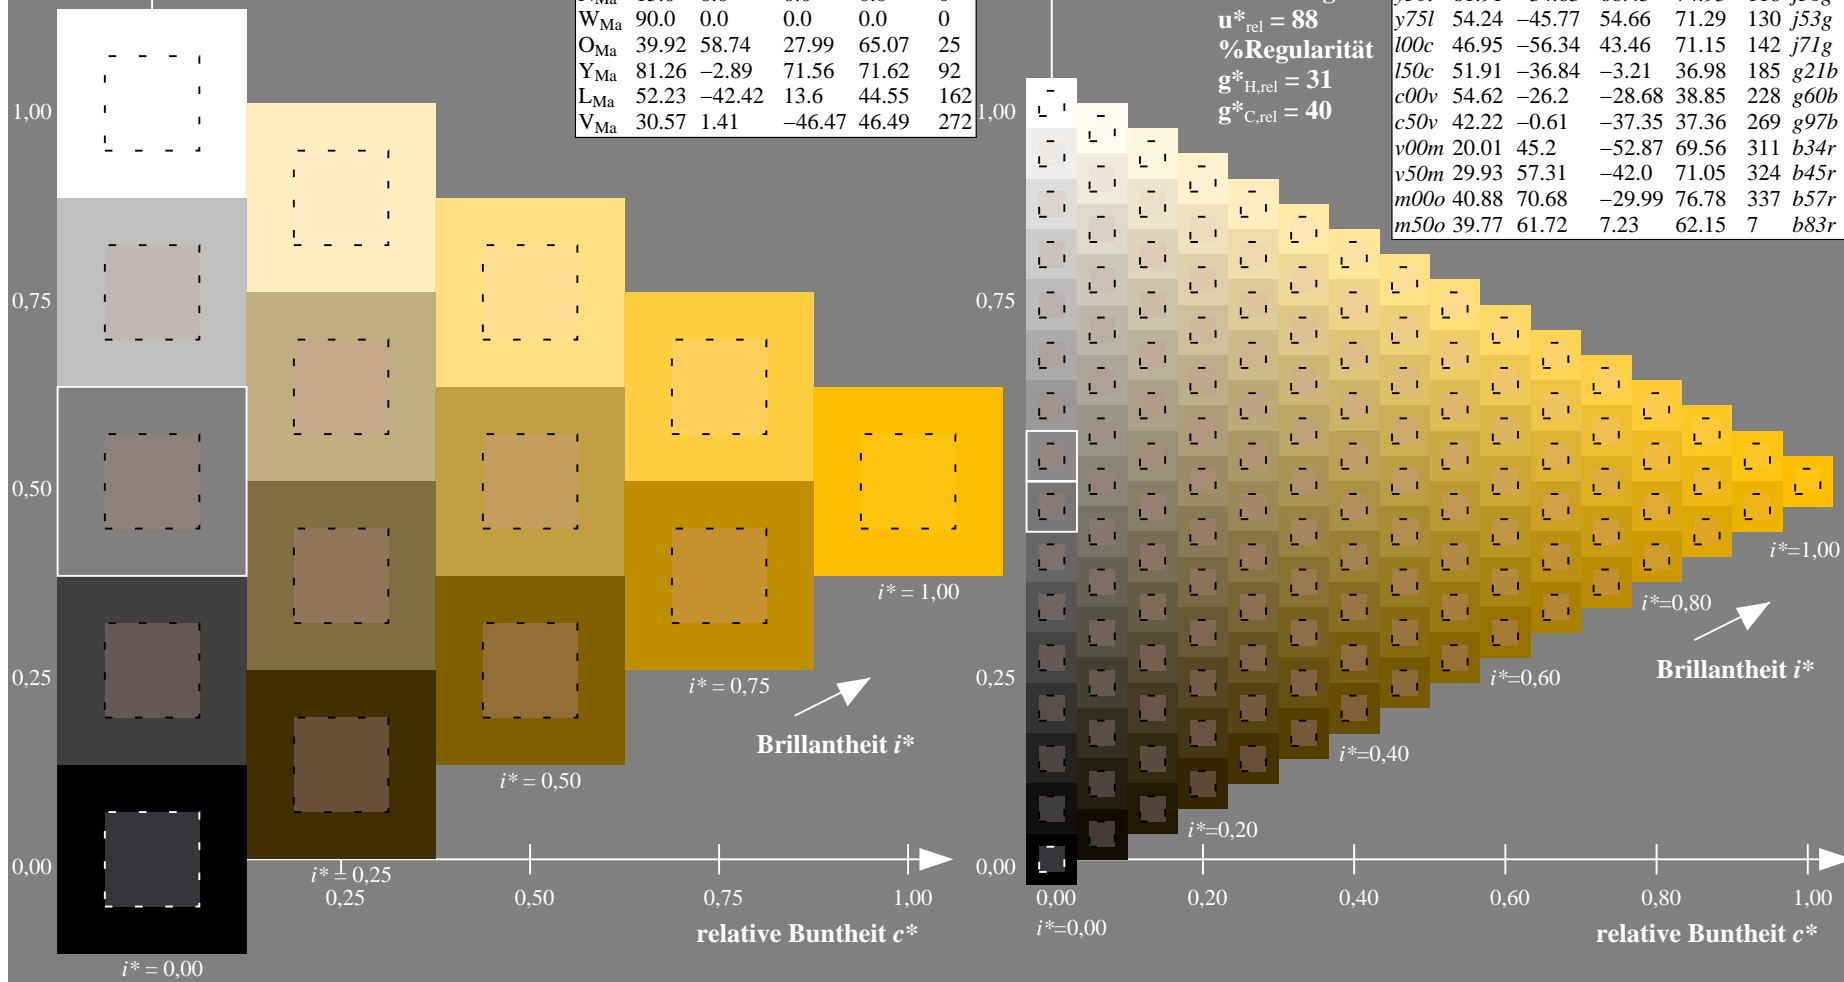 W_Ma 90.0 0.0 0.0 0.0 0
O_Ma 39.92 58.74 27.99 65.07 25
Y_Ma 81.26 −2.89 71.56 71.62 92
L_Ma 52.23 −42.42 13.6 44.55 162
V_Ma 30.57 1.41 −46.47 46.49 272
u*_rel = 88
%Regularität
g*_H,rel = 31
g*_C,rel = 40
y75l 54.24 −45.77 54.66 71.29 130 j53g
l00c 46.95 −56.34 43.46 71.15 142 j71g
l50c 51.91 −36.84 −3.21 36.98 185 g21b
c00v 54.62 −26.2 −28.68 38.85 228 g60b
c50v 42.22 −0.61 −37.35 37.36 269 g97b
v00m 20.01 45.2 −52.87 69.56 311 b34r
v50m 29.93 57.31 −42.0 71.05 324 b45r
m00o 40.88 70.68 −29.99 76.78 337 b57r
m50o 39.77 61.72 7.23 62.15 7 b83r
1,00
0,75
0,50
0,25
0,00
i* = 1,00
i* = 0,75
Brillantheit i*
i* = 0,50
i* = 0,25
0,25 0,50 0,75 1,00
relative Buntheit c*
i* = 0,00
1,00
0,75
0,25
0,00
i*=1,00
i*=0,80
Brillantheit i*
i*=0,60
i*=0,40
i*=0,20
0,00 0,20 0,40 0,60 0,80 1,00
i*=0,00
relative Buntheit c*